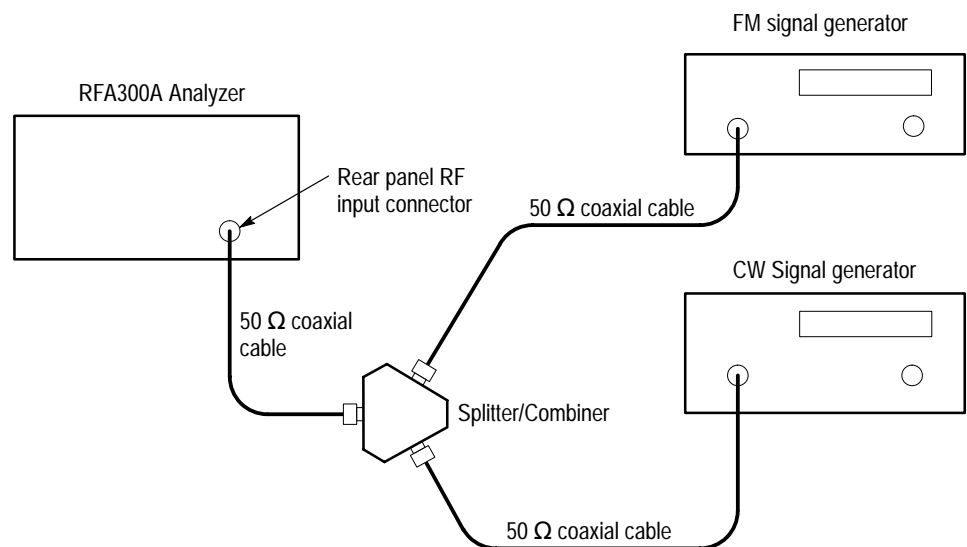 FM signal generator
RFA300A Analyzer
Rear panel RF
input connector
50 Ω coaxial cable
CW Signal generator
50 Ω coaxial
cable
Splitter/Combiner
50 Ω coaxial cable